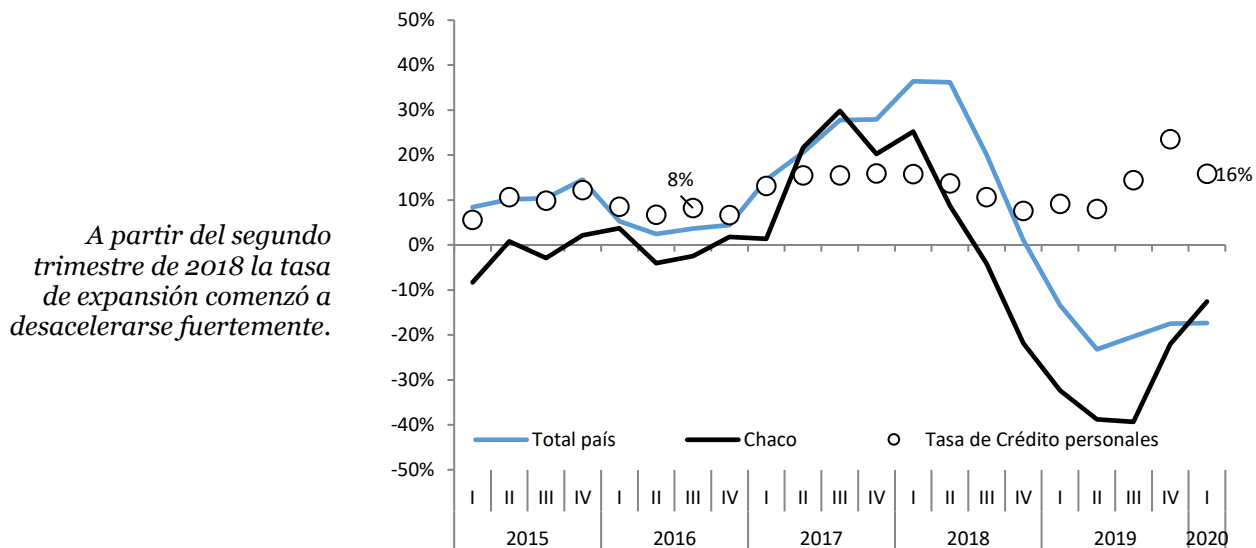 A partir del segundo
trimestre de 2018 la tasa
de expansión comenzó a
desacelerarse fuertemente.
50%
40%
30%
20%
10%
0%
-10%
-20%
-30%
-40%
-50%
8%
16%
Total país Chaco Tasa de Crédito personales
I II III IV I II III IV I II III IV I II III IV I II III IV I
2015 2016 2017 2018 2019 2020